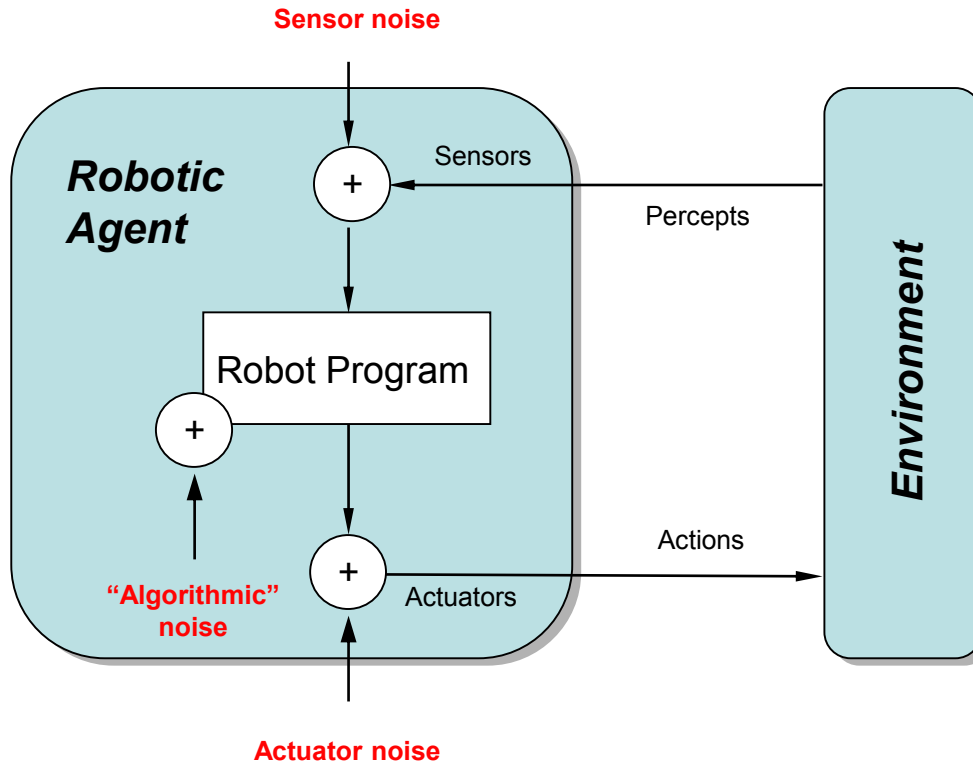 Sensor noise
Robotic
Agent
+
Sensors
Percepts
Robot Program
+
Environment
Actions
+
Actuators
“Algorithmic”
noise
Actuator noise